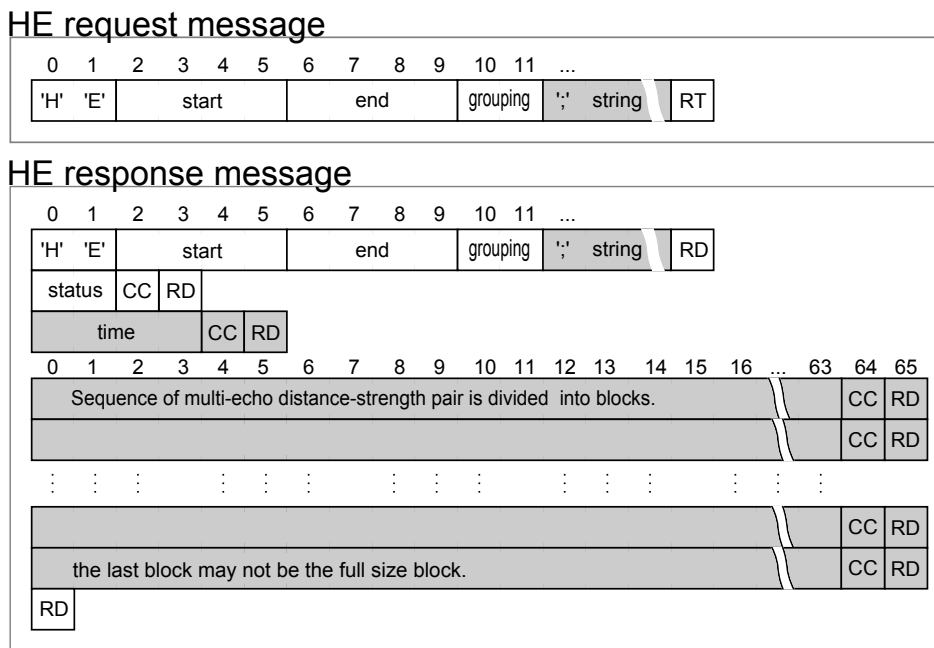 HE request message
0 1 2 3 4 5 6 7 8 9 10 11 ...
'H' 'E' start end grouping ';' string RT
HE response message
0 1 2 3 4 5 6 7 8 9 10 11 ...
'H' 'E' start end grouping ';' string RD
status CC RD
time CC RD
0 1 2 3 4 5 6 7 8 9 10 11 12 13 14 15 16 ... 63 64 65
Sequence of multi-echo distance-strength pair is divided into blocks. CC RD
CC RD
CC RD
the last block may not be the full size block. CC RD
RD